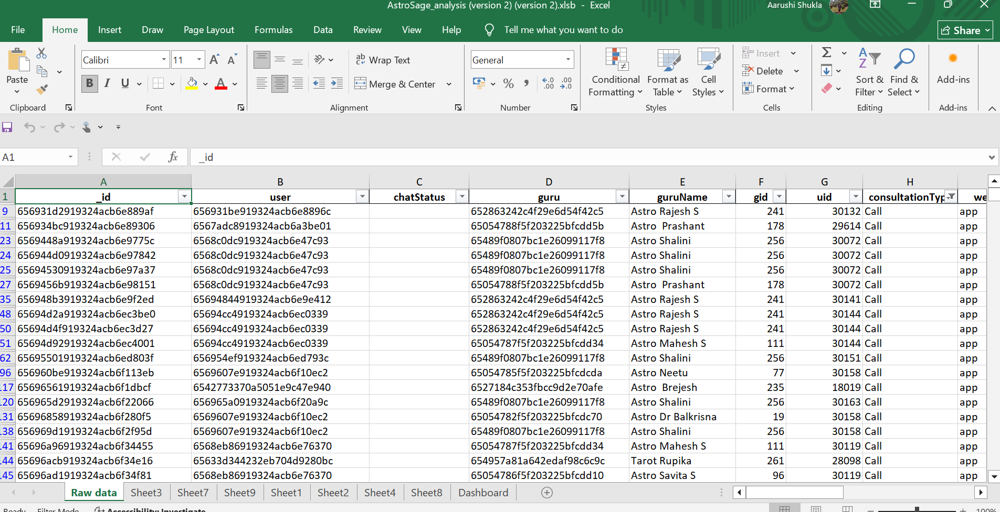 AstroSage_analysis (version 2) (version 2).xlsb - Excel
Aarushi Shukla
File Home Insert Draw Page Layout Formulas Data Review View Help Tell me what you want to do
Share
Calibri 11 A A ab Wrap Text General Insert
Delete
Paste B I U A Merge & Center % Conditional Formatting Format as Table Cell Styles Format Sort & Filter Find & Select Add-ins
Clipboard Font Alignment Number Styles Cells Editing Add-ins
A1 fx _id
A B C D E F G H
1 _id user chatStatus guru guruName gid uid consultationTyp we
9 656931d2919324acb6e889af 656931be919324acb6e8896c 652863242c4f29e6d54f42c5 Astro Rajesh S 241 30132 Call app
11 656934bc919324acb6e89306 6567adc8919324acb6a3be01 65054788f5f203225bfcdd5b Astro  Prashant 178 29614 Call app
23 6569448a919324acb6e9775c 6568c0dc919324acb6e47c93 65489f0807bc1e26099117f8 Astro Shalini 256 30072 Call app
24 656944d0919324acb6e97842 6568c0dc919324acb6e47c93 65489f0807bc1e26099117f8 Astro Shalini 256 30072 Call app
25 65694530919324acb6e97a37 6568c0dc919324acb6e47c93 65489f0807bc1e26099117f8 Astro Shalini 256 30072 Call app
27 6569456b919324acb6e98151 6568c0dc919324acb6e47c93 65054788f5f203225bfcdd5b Astro  Prashant 178 30072 Call app
35 656948b3919324acb6e9f2ed 65694844919324acb6e9e412 652863242c4f29e6d54f42c5 Astro Rajesh S 241 30141 Call app
48 65694d2a919324acb6ec3be0 65694cc4919324acb6ec0339 652863242c4f29e6d54f42c5 Astro Rajesh S 241 30144 Call app
50 65694d4f919324acb6ec3d27 65694cc4919324acb6ec0339 652863242c4f29e6d54f42c5 Astro Rajesh S 241 30144 Call app
51 65694d92919324acb6ec4001 65694cc4919324acb6ec0339 65054787f5f203225bfcdd34 Astro Mahesh S 111 30144 Call app
62 65695501919324acb6ed803f 656954ef919324acb6ed793c 65489f0807bc1e26099117f8 Astro Shalini 256 30151 Call app
96 656960be919324acb6f113eb 6569607e919324acb6f10ec2 65054785f5f203225bfcdcda Astro Neetu 77 30158 Call app
117 65696561919324acb6f1dbcf 6542773370a5051e9c47e940 6527184c353fbcc9d2e70afe Astro  Brejesh 235 18019 Call app
120 656965d2919324acb6f22066 656965a0919324acb6f20a9c 65489f0807bc1e26099117f8 Astro Shalini 256 30163 Call app
131 65696858919324acb6f280f5 6569607e919324acb6f10ec2 65054782f5f203225bfcdc70 Astro Dr Balkrisna 19 30158 Call app
138 656969d1919324acb6f2f95d 6569607e919324acb6f10ec2 65489f0807bc1e26099117f8 Astro Shalini 256 30158 Call app
141 65696a96919324acb6f34455 6568eb86919324acb6e76370 65054787f5f203225bfcdd34 Astro Mahesh S 111 30119 Call app
144 65696acb919324acb6f34e16 65633d344232eb704d9280bc 654957a81a642edaf98c6c9c Tarot Rupika 261 28098 Call app
145 65696ad1919324acb6f34f81 6568eb86919324acb6e76370 65054786f5f203225bfcdd10 Astro Savita S 96 30119 Call app
Raw data Sheet3 Sheet7 Sheet9 Sheet1 Sheet2 Sheet4 Sheet8 Dashboard
Ready Filter Mode Accessibility: Investigate 100%